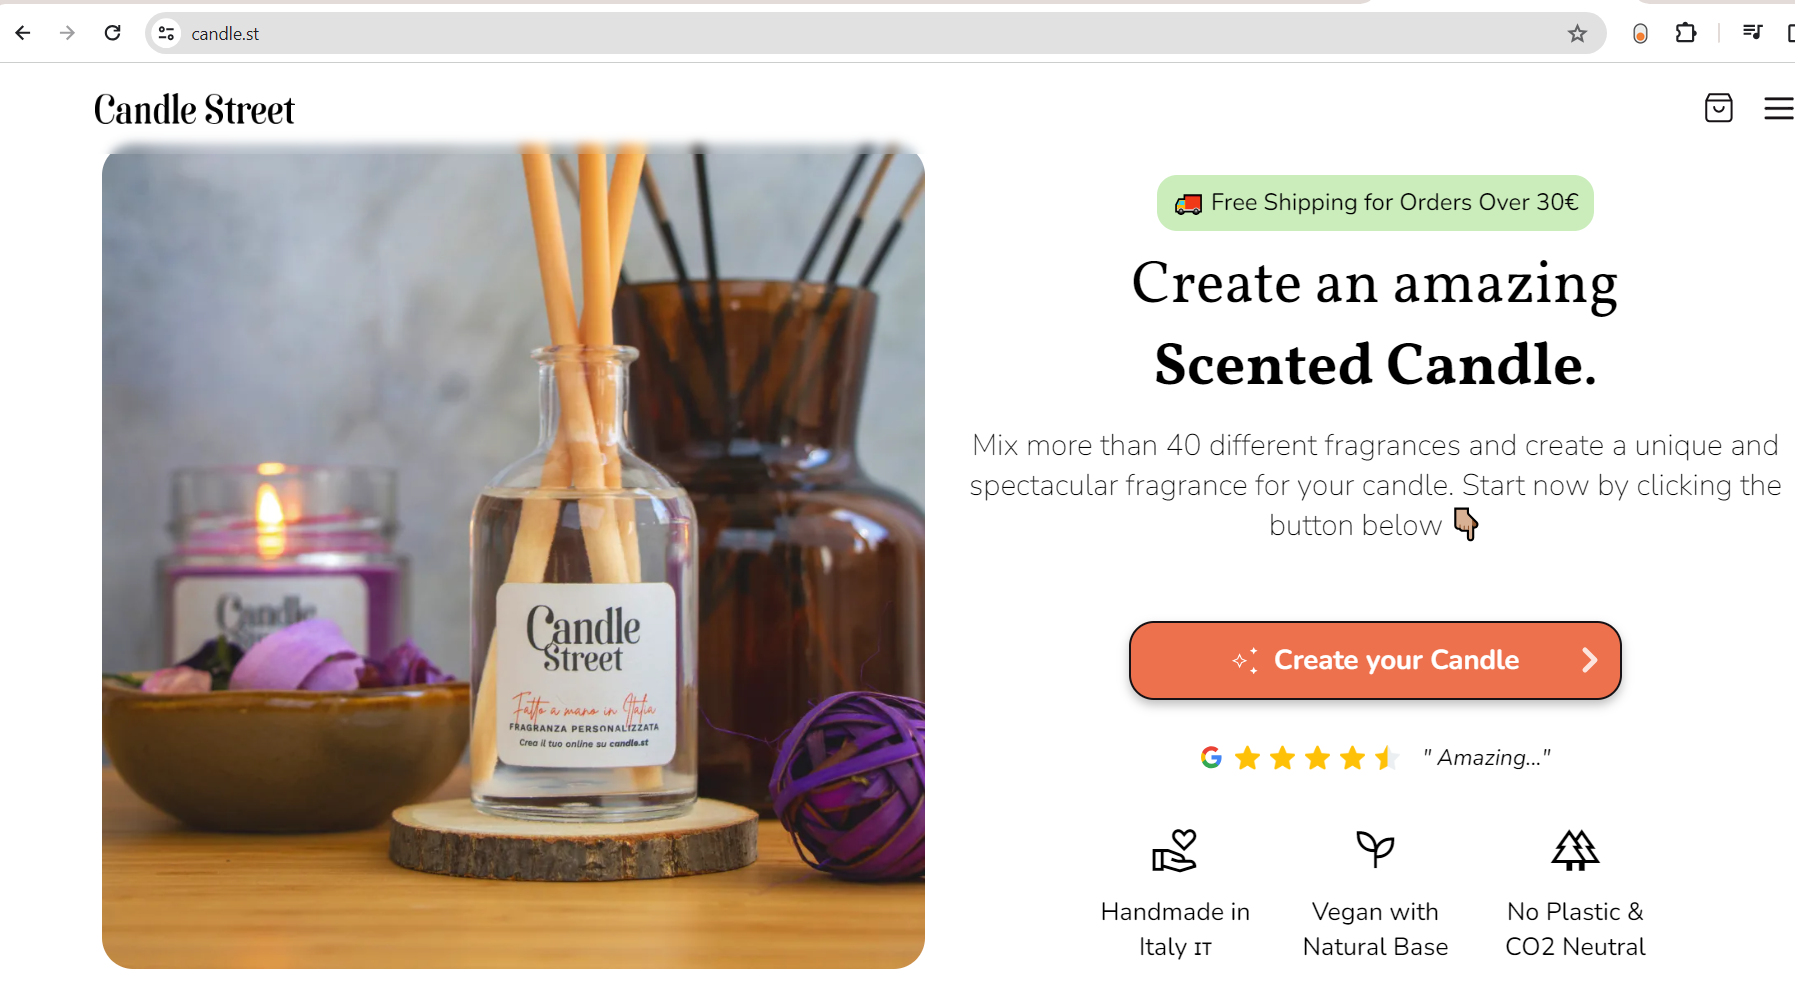 candle.st
Candle Street
🚚 Free Shipping for Orders Over 30€
Create an amazing
Scented Candle.
Mix more than 40 different fragrances and create a unique and
spectacular fragrance for your candle. Start now by clicking the
button below 👇🏽
Create your Candle
G " Amazing..."
Handmade in
Italy IT
Vegan with
Natural Base
No Plastic &
CO2 Neutral
Candle
Street
Candle
Street
Fatto a mano in Italia
FRAGRANZA PERSONALIZZATA
Crea il tuo online su candle.st